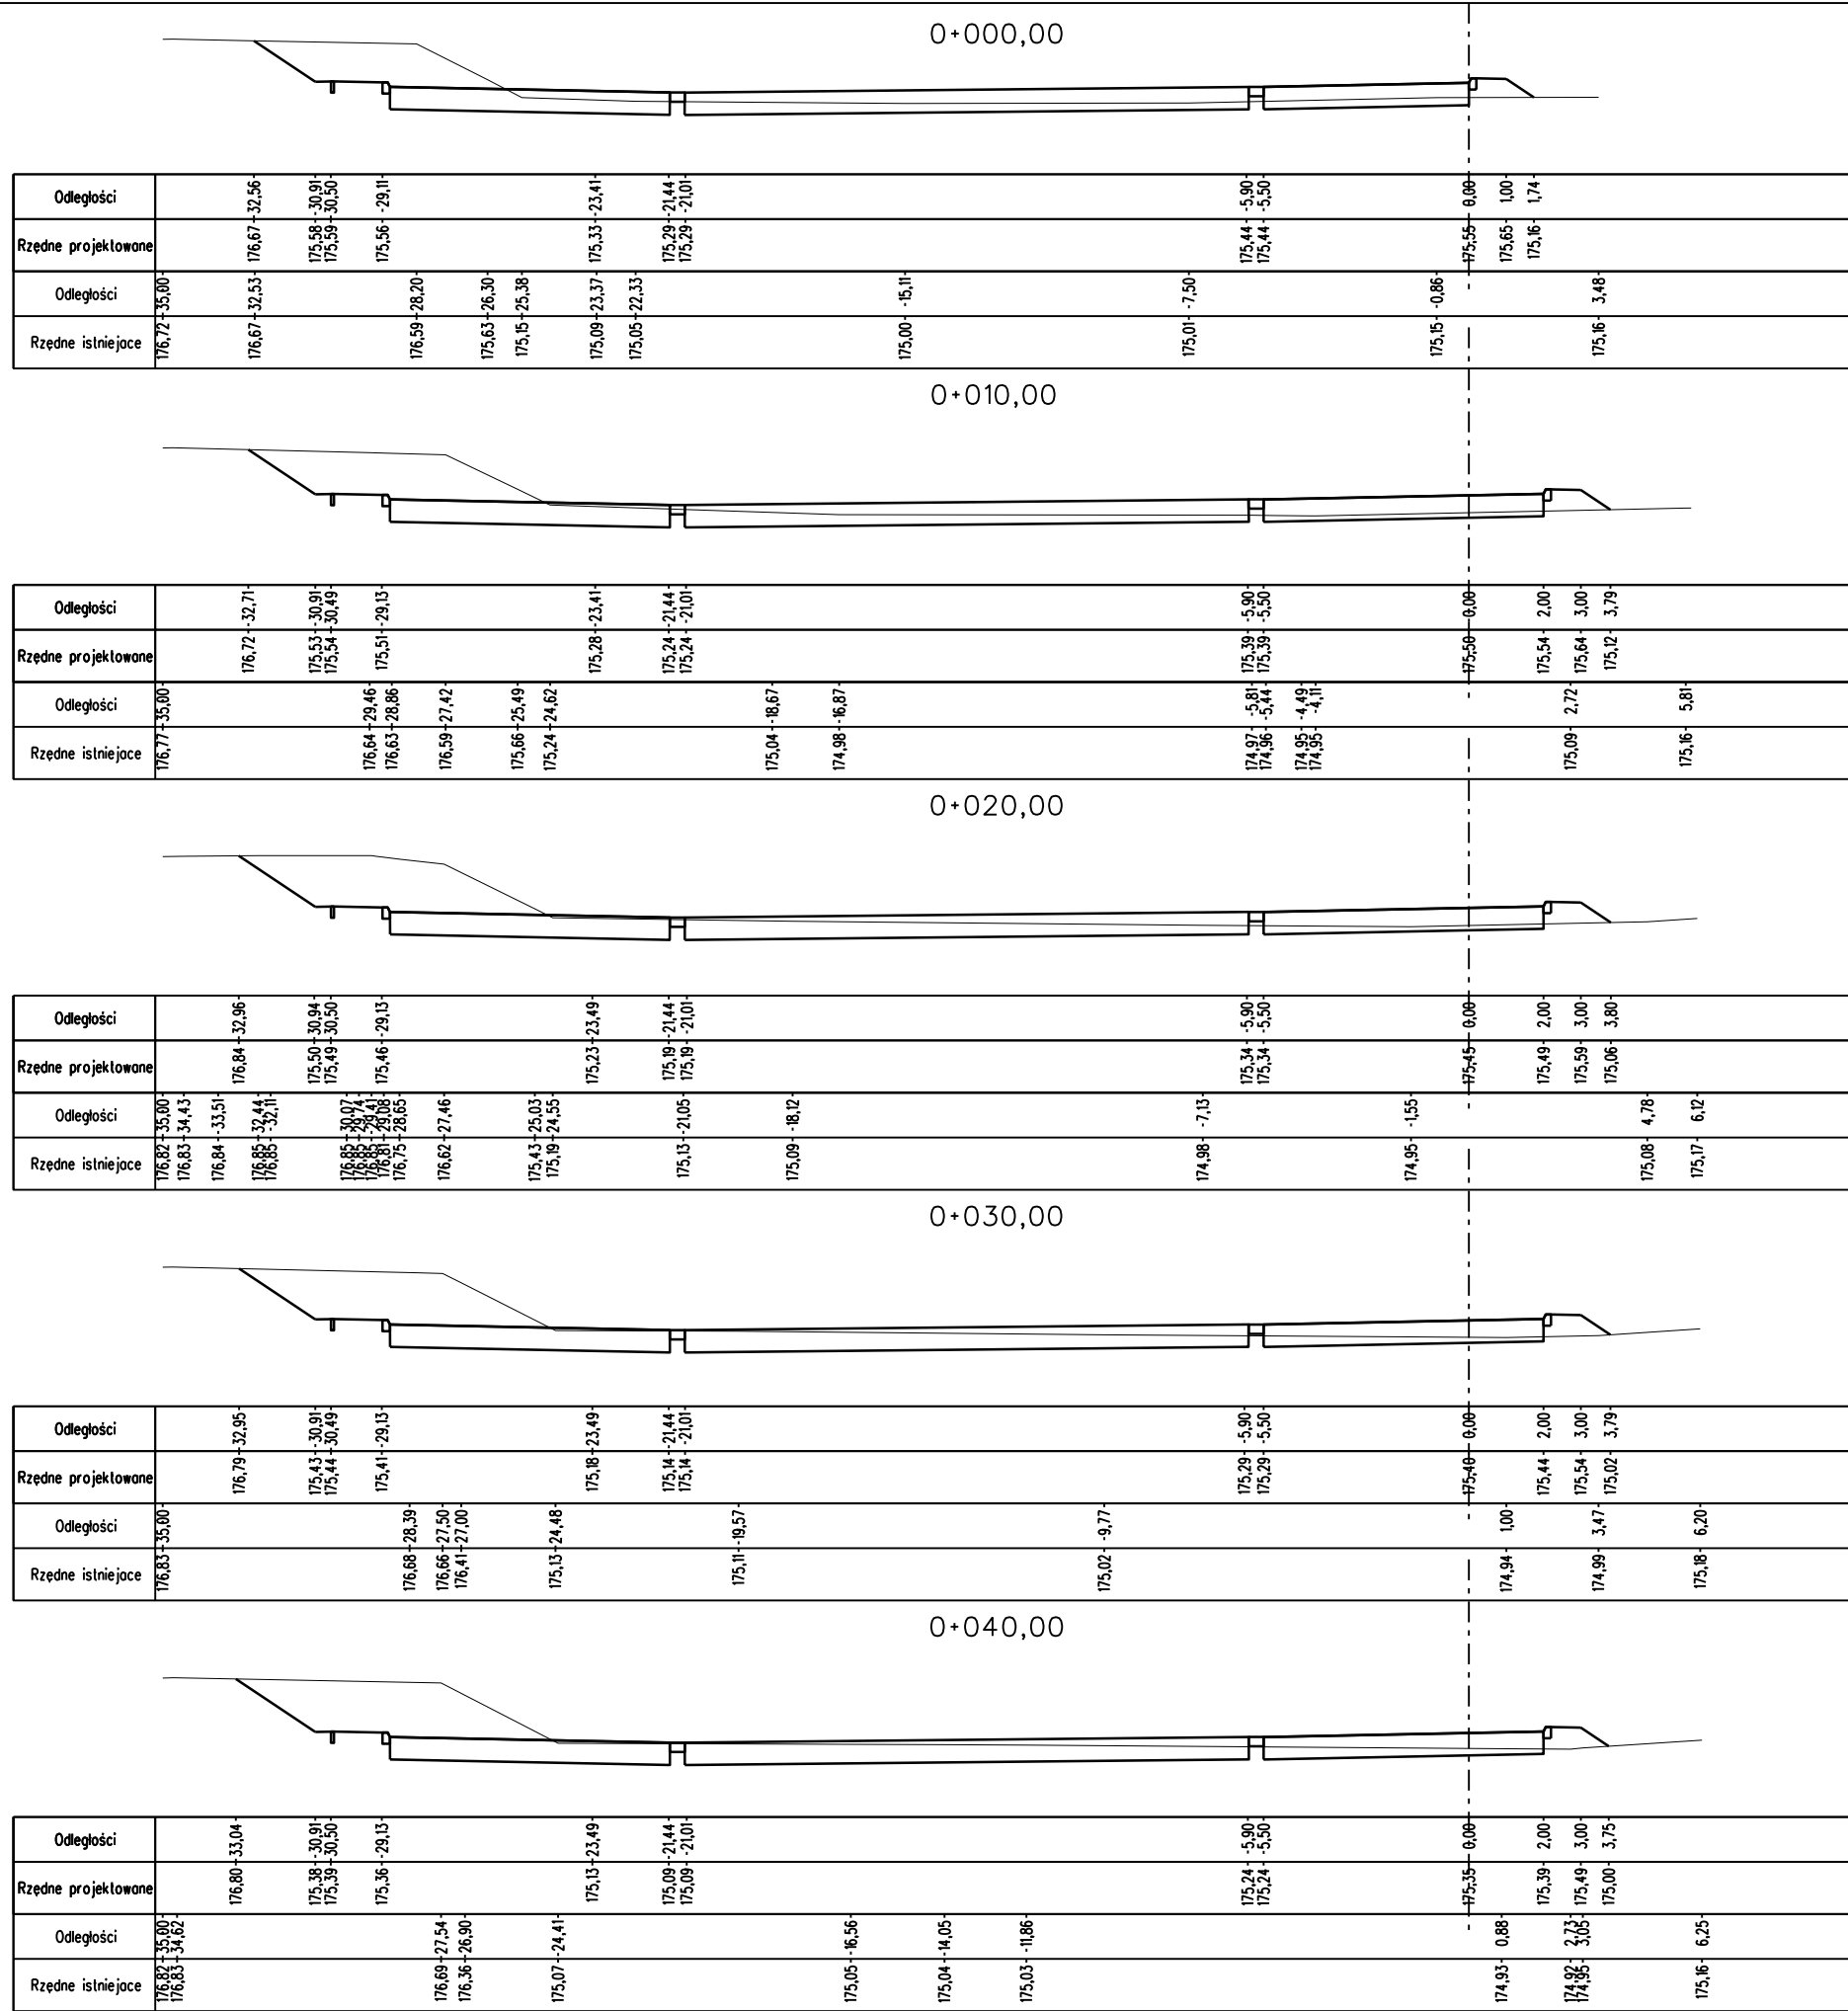 0+000,00
Odległości -32,56 -30,91 -30,50 -29,11 -23,41 -21,44 -21,01 -5,90 -5,50 0,00 1,00 1,74
Rzędne projektowane 176,67 175,58 175,59 175,56 175,33 175,29 175,29 175,44 175,44 175,55 175,65 175,16
Odległości -35,00 -32,53 -28,20 -26,30 -25,38 -23,37 -22,33 -15,11 -7,50 -0,86 3,48
Rzędne istniejace 176,72 176,67 176,59 175,63 175,15 175,09 175,05 175,00 175,01 175,15 175,16
0+010,00
Odległości -32,71 -30,91 -30,49 -29,13 -23,41 -21,44 -21,01 -5,90 -5,50 0,00 2,00 3,00 3,79
Rzędne projektowane 176,72 175,53 175,54 175,51 175,28 175,24 175,24 175,39 175,39 175,50 175,54 175,64 175,12
Odległości -35,00 -29,46 -28,86 -27,42 -25,49 -24,62 -18,67 -16,87 -5,81 -5,44 -4,49 -4,11 2,72 5,81
Rzędne istniejace 176,77 176,64 176,63 176,59 175,66 175,24 175,04 174,98 174,97 174,96 174,95 174,95 175,09 175,16
0+020,00
Odległości -32,96 -30,94 -30,50 -29,13 -23,49 -21,44 -21,01 -5,90 -5,50 0,00 2,00 3,00 3,80
Rzędne projektowane 176,84 175,50 175,49 175,46 175,23 175,19 175,19 175,34 175,34 175,45 175,49 175,59 175,06
Odległości -35,00 -34,43 -33,51 -32,44 -32,11 -30,07 -29,74 -29,41 -29,08 -28,65 -27,46 -25,03 -24,55 -21,05 -18,12 -7,13 -1,55 4,78 6,12
Rzędne istniejace 176,82 176,83 176,84 176,85 176,85 176,85 176,85 176,85 176,81 176,75 176,62 175,43 175,19 175,13 175,09 174,98 174,95 175,08 175,17
0+030,00
Odległości -32,95 -30,91 -30,49 -29,13 -23,49 -21,44 -21,01 -5,90 -5,50 0,00 2,00 3,00 3,79
Rzędne projektowane 176,79 175,43 175,44 175,41 175,18 175,14 175,14 175,29 175,29 175,40 175,44 175,54 175,02
Odległości -35,00 -28,39 -27,50 -27,00 -24,48 -19,57 -9,77 1,00 3,47 6,20
Rzędne istniejace 176,83 176,68 176,66 176,41 175,13 175,11 175,02 174,94 174,99 175,18
0+040,00
Odległości -33,04 -30,91 -30,50 -29,13 -23,49 -21,44 -21,01 -5,90 -5,50 0,00 2,00 3,00 3,75
Rzędne projektowane 176,80 175,38 175,39 175,36 175,13 175,09 175,09 175,24 175,24 175,35 175,39 175,49 175,00
Odległości -35,00 -34,62 -27,54 -26,90 -24,41 -16,56 -14,05 -11,86 0,88 2,73 3,05 6,25
Rzędne istniejace 176,82 176,83 176,69 176,36 175,07 175,05 175,04 175,03 174,93 174,92 174,95 175,16